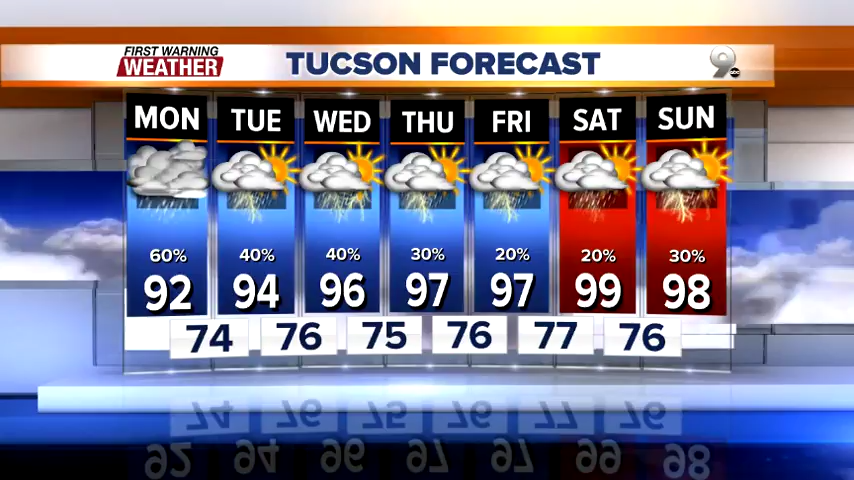 FIRST WARNING
WEATHER
TUCSON FORECAST
9
abc
MON TUE WED THU FRI SAT SUN
60% 40% 40% 30% 20% 20% 30%
92 94 96 97 97 99 98
74 76 75 76 77 76